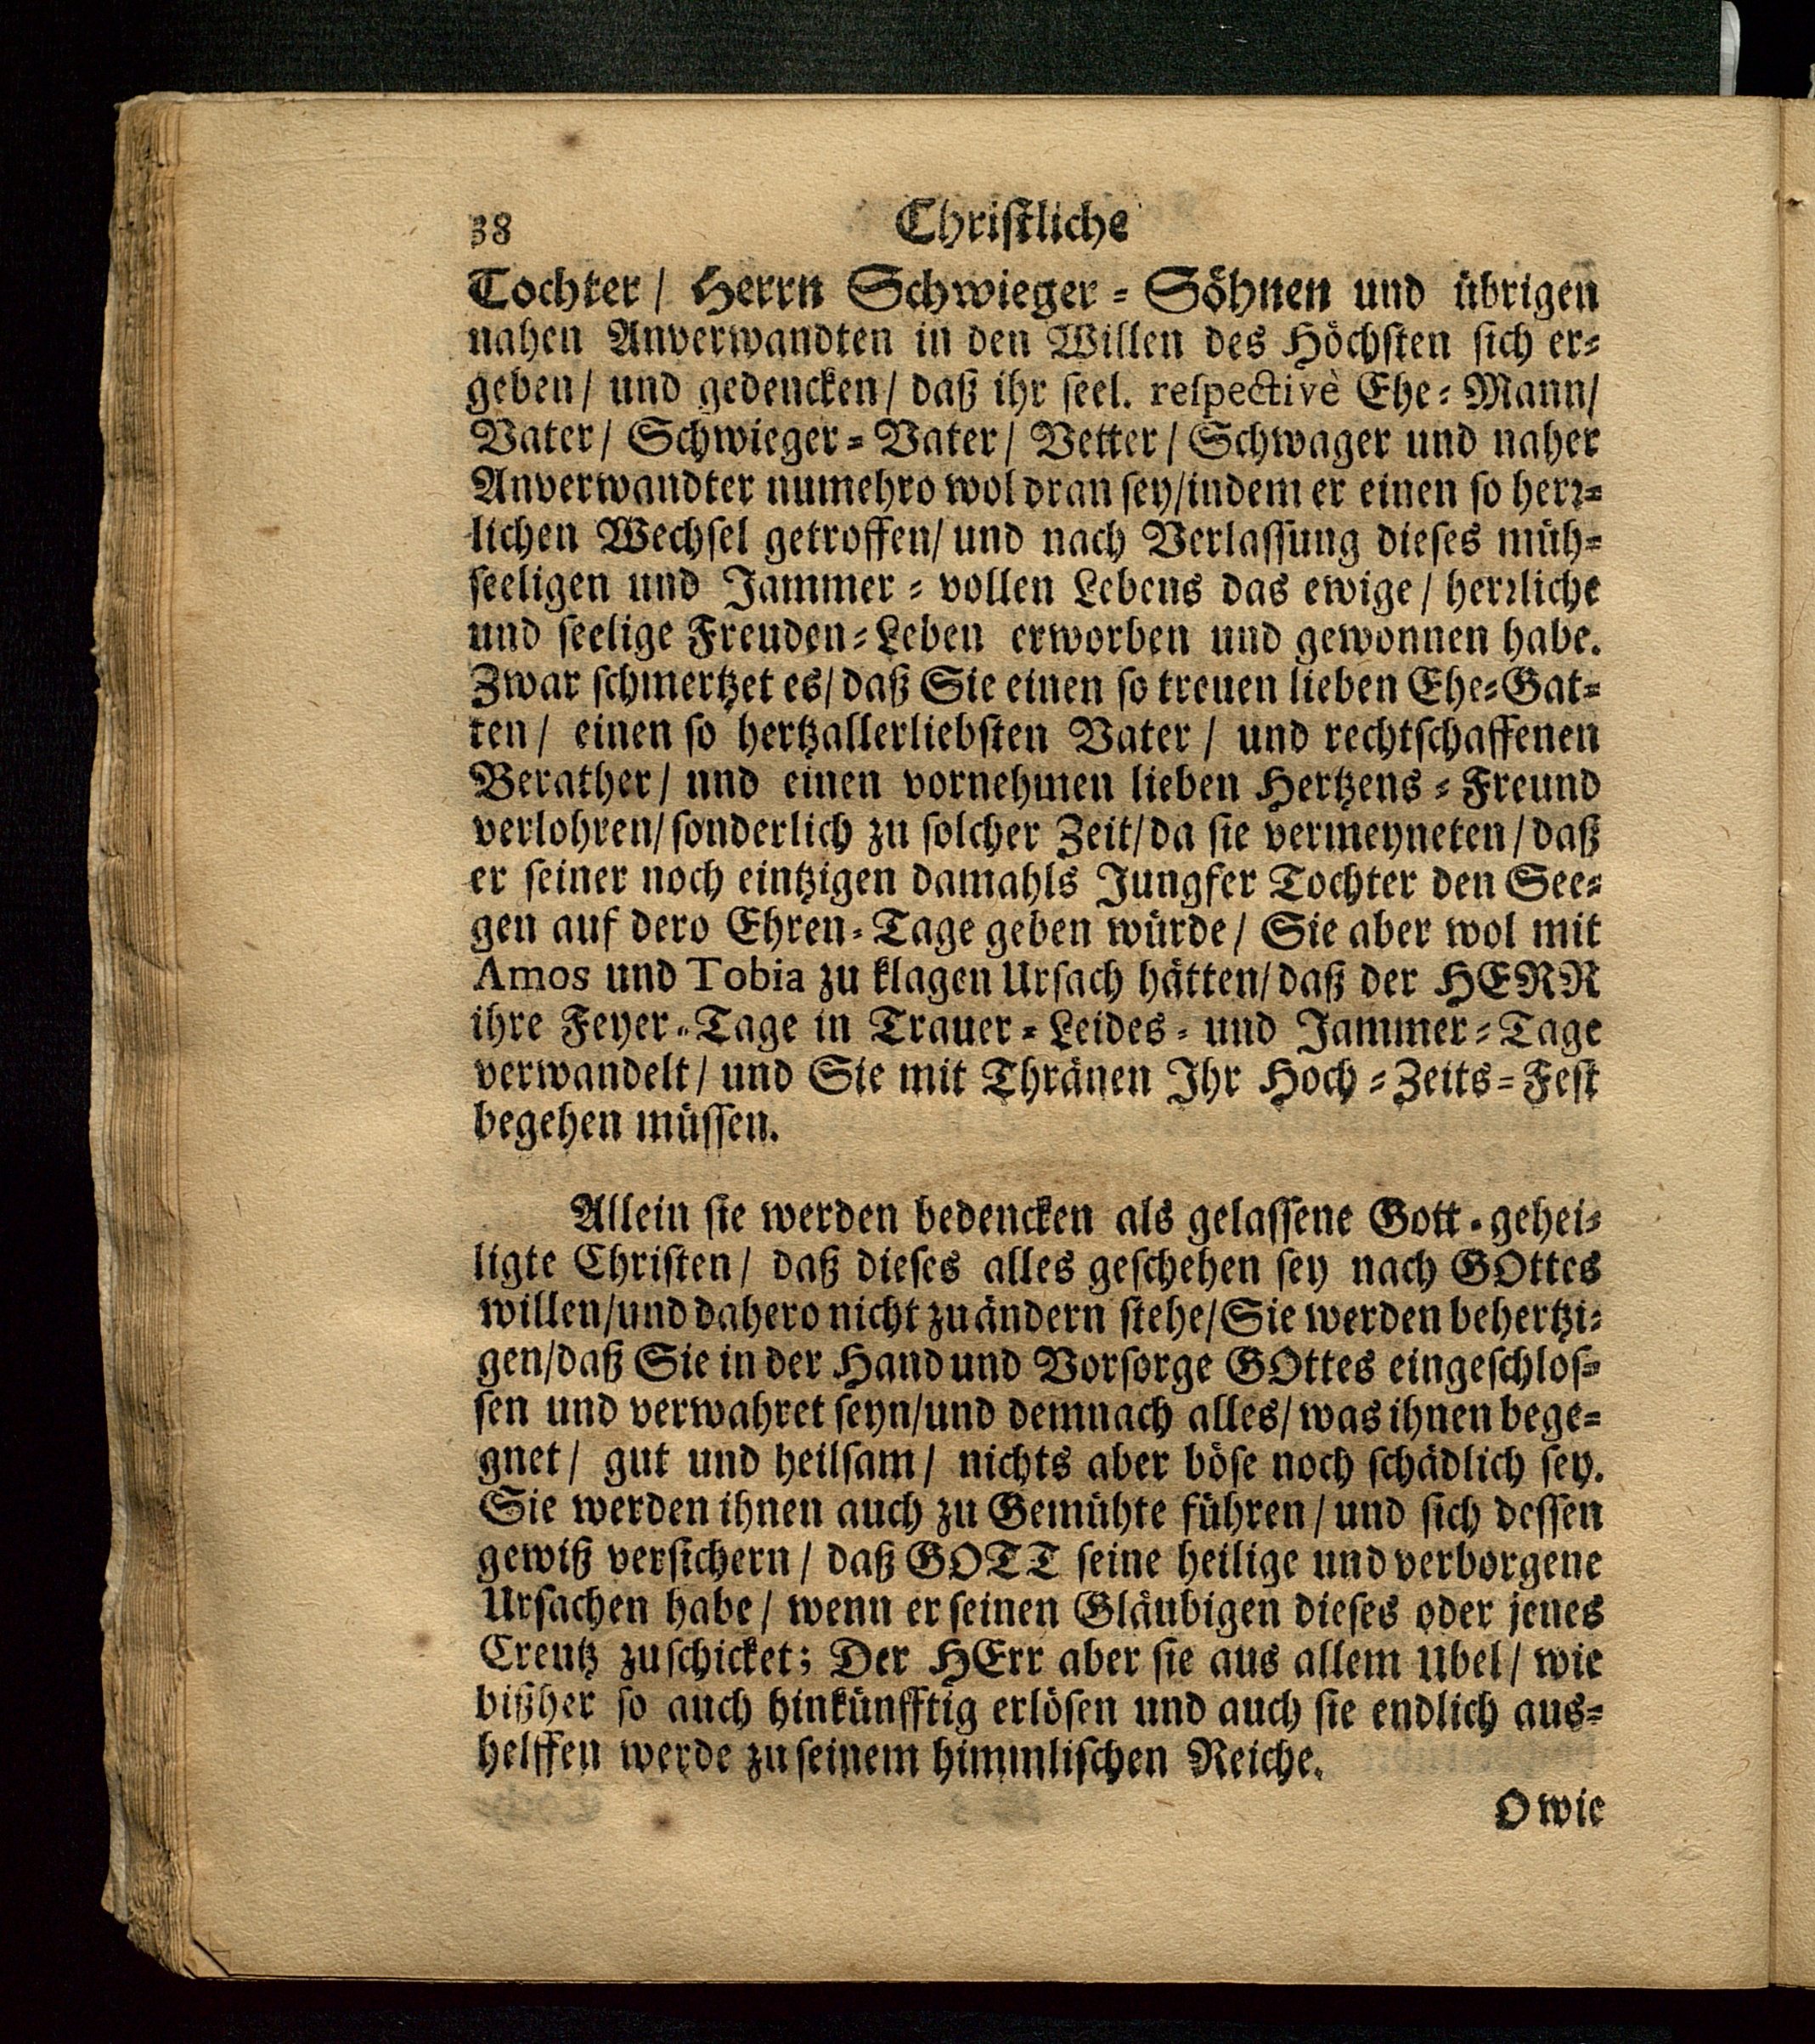 38 Christliche
Tochter / Herrn Schwieger-Söhnen und übrigen
nahen Anverwandten in den Willen des Höchsten sich er-
geben / und gedencken / daß ihr seel. respectivè Ehe-Mann /
Vater / Schwieger-Vater / Vetter / Schwager und naher
Anverwandter numehro wol dran sey / indem er einen so herr-
lichen Wechsel getroffen / und nach Verlassung dieses müh-
seeligen und Jammer-vollen Lebens das ewige / herrliche
und seelige Freuden-Leben erworben und gewonnen habe.
Zwar schmertzet es / daß Sie einen so treuen lieben Ehe-Gat-
ten / einen so hertzallerliebsten Vater / und rechtschaffenen
Berather / und einen vornehmen lieben Hertzens-Freund
verlohren / sonderlich zu solcher Zeit / da sie vermeyneten / daß
er seiner noch eintzigen damahls Jungfer Tochter den See-
gen auf dero Ehren-Tage geben würde / Sie aber wol mit
Amos und Tobia zu klagen Ursach hätten / daß der HERR
ihre Feyer-Tage in Trauer-Leides- und Jammer-Tage
verwandelt / und Sie mit Thränen Ihr Hoch-Zeits-Fest
begehen müssen.
Allein sie werden bedencken als gelassene Gott-gehei-
ligte Christen / daß dieses alles geschehen sey nach GOttes
willen / und dahero nicht zu ändern stehe / Sie werden behertzi-
gen / daß Sie in der Hand und Vorsorge GOttes eingeschlos-
sen und verwahret seyn / und demnach alles / was ihnen bege-
gnet / gut und heilsam / nichts aber böse noch schädlich sey.
Sie werden ihnen auch zu Gemühte führen / und sich dessen
gewiß versichern / daß GOTT seine heilige und verborgene
Ursachen habe / wenn er seinen Gläubigen dieses oder jenes
Creutz zuschicket; Der HErr aber sie aus allem Ubel / wie
bißher so auch hinkünfftig erlösen und auch sie endlich aus-
helffen werde zu seinem himmlischen Reiche.
O wie